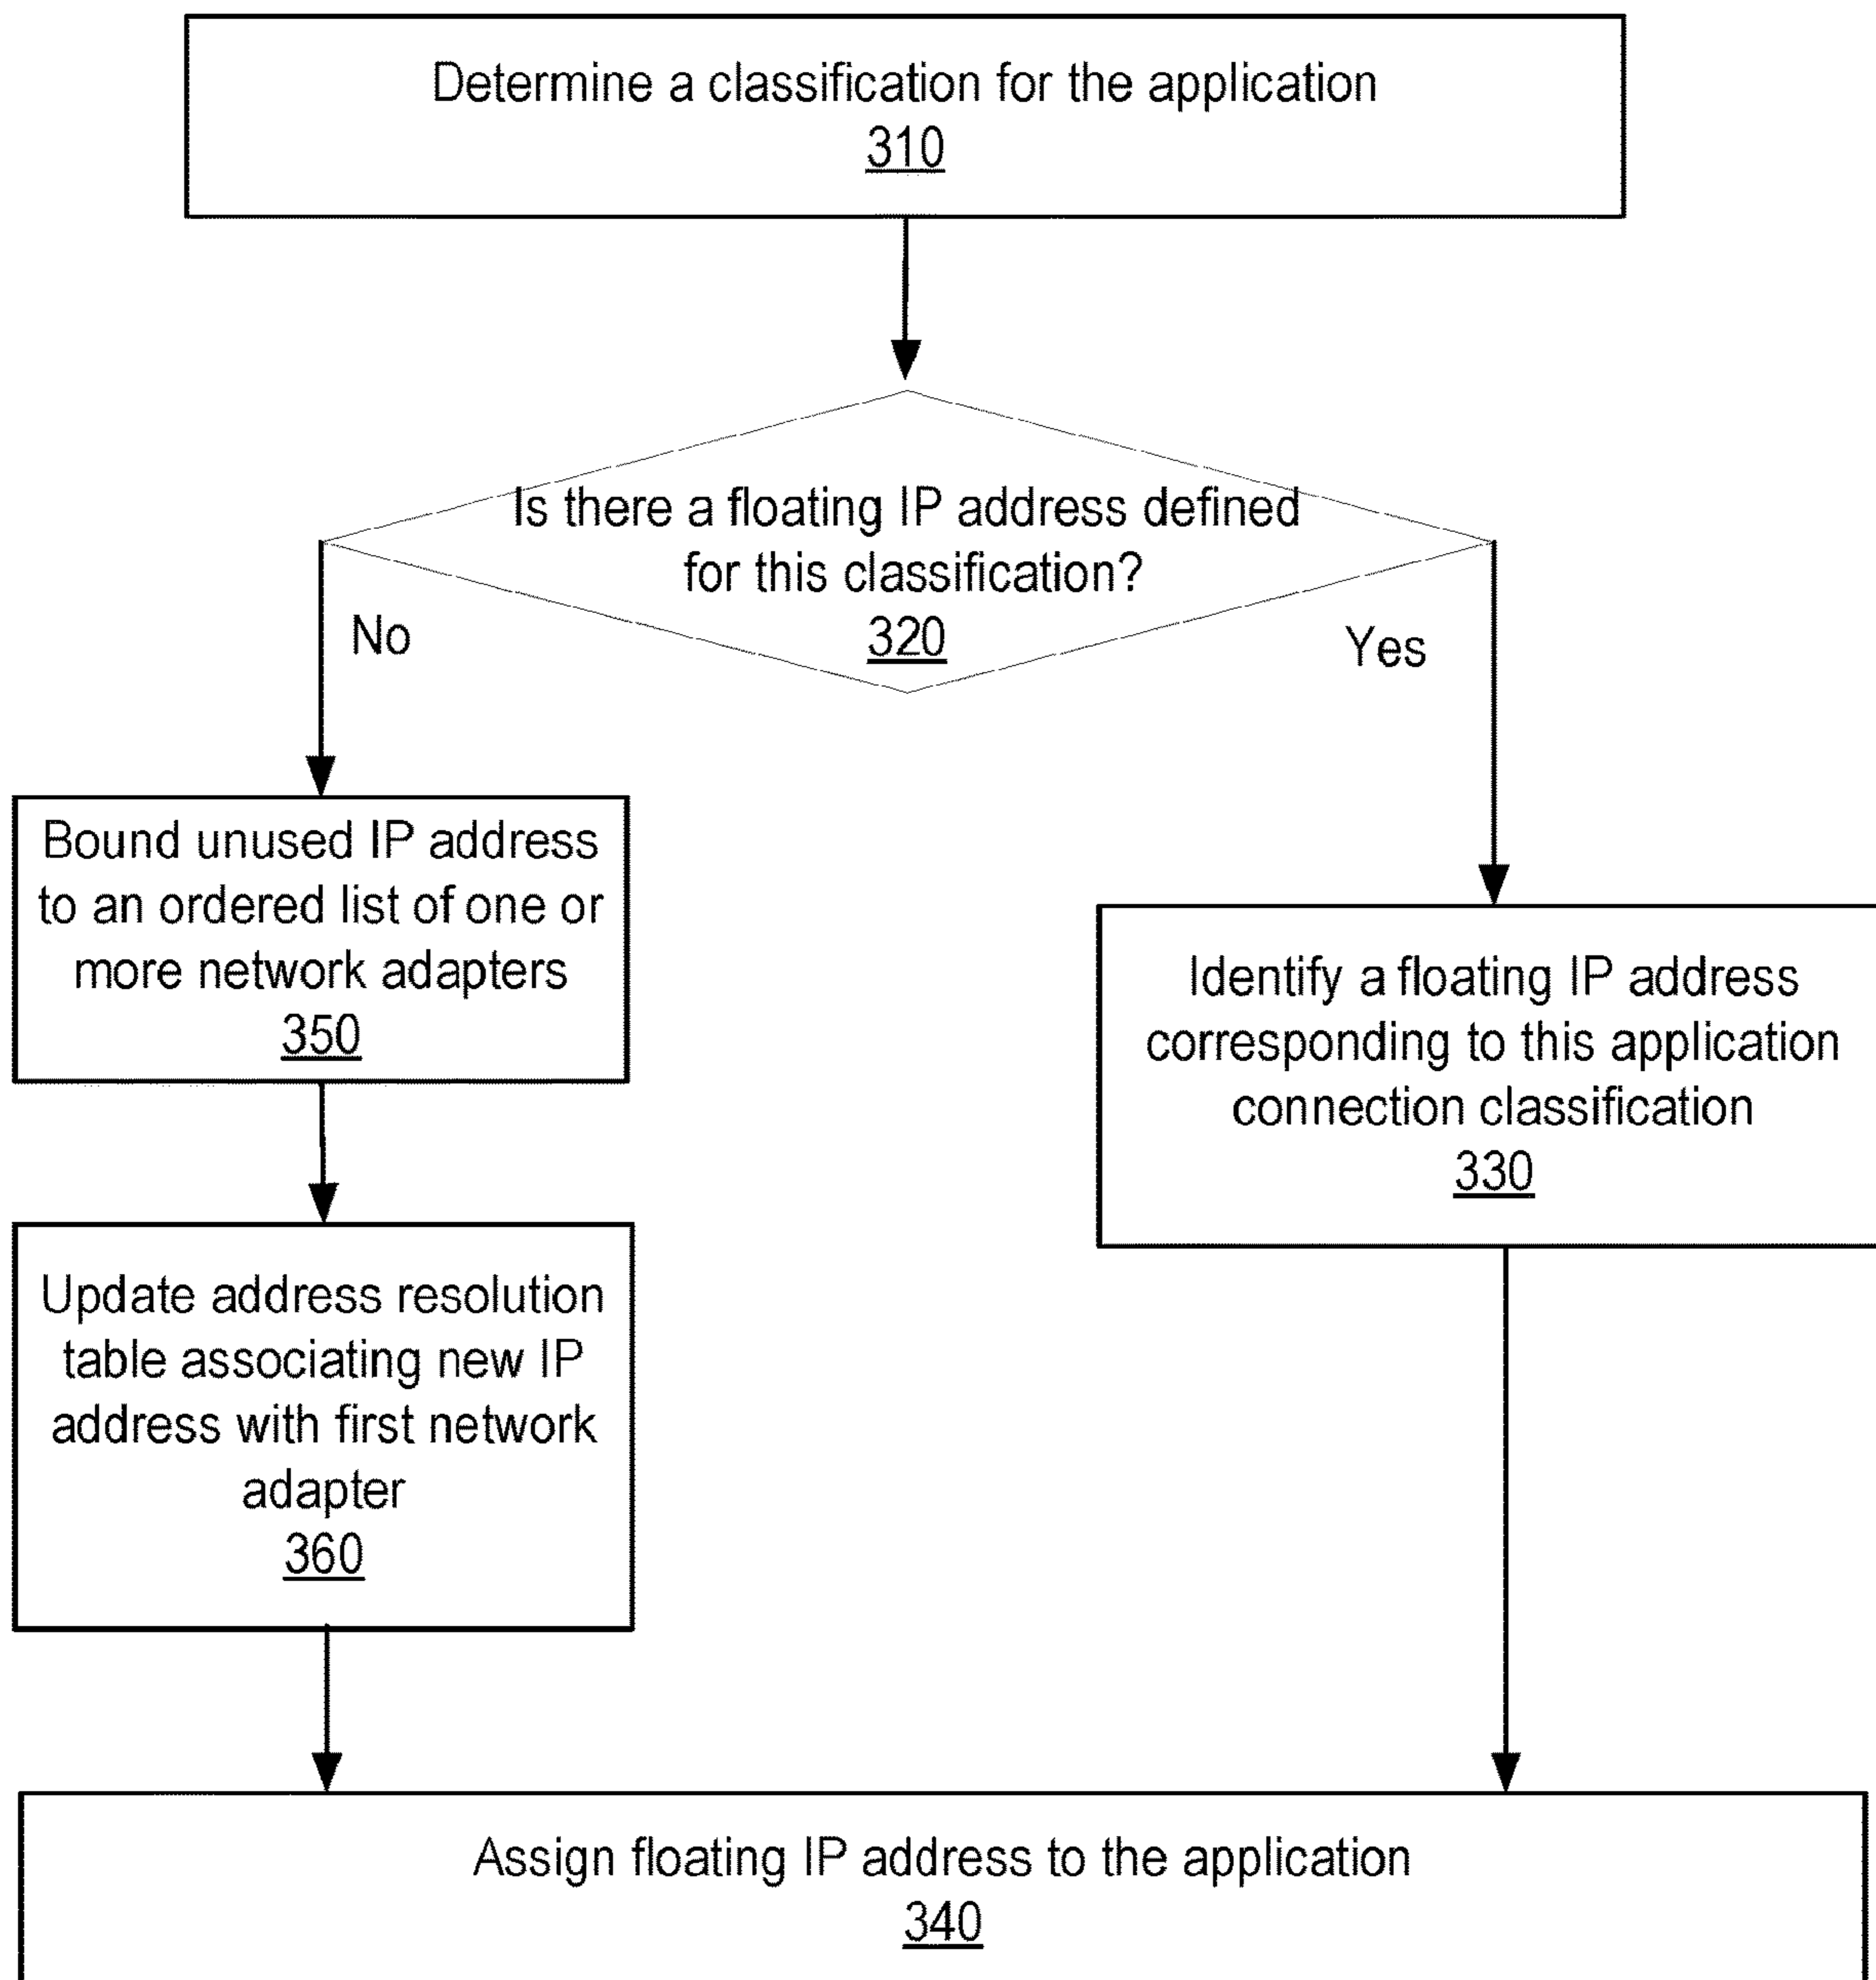 Determine a classification for the application
310
Is there a floating IP address defined
for this classification?
320
No
Yes
Bound unused IP address
to an ordered list of one or
more network adapters
350
Identify a floating IP address
corresponding to this application
connection classification
330
Update address resolution
table associating new IP
address with first network
adapter
360
Assign floating IP address to the application
340